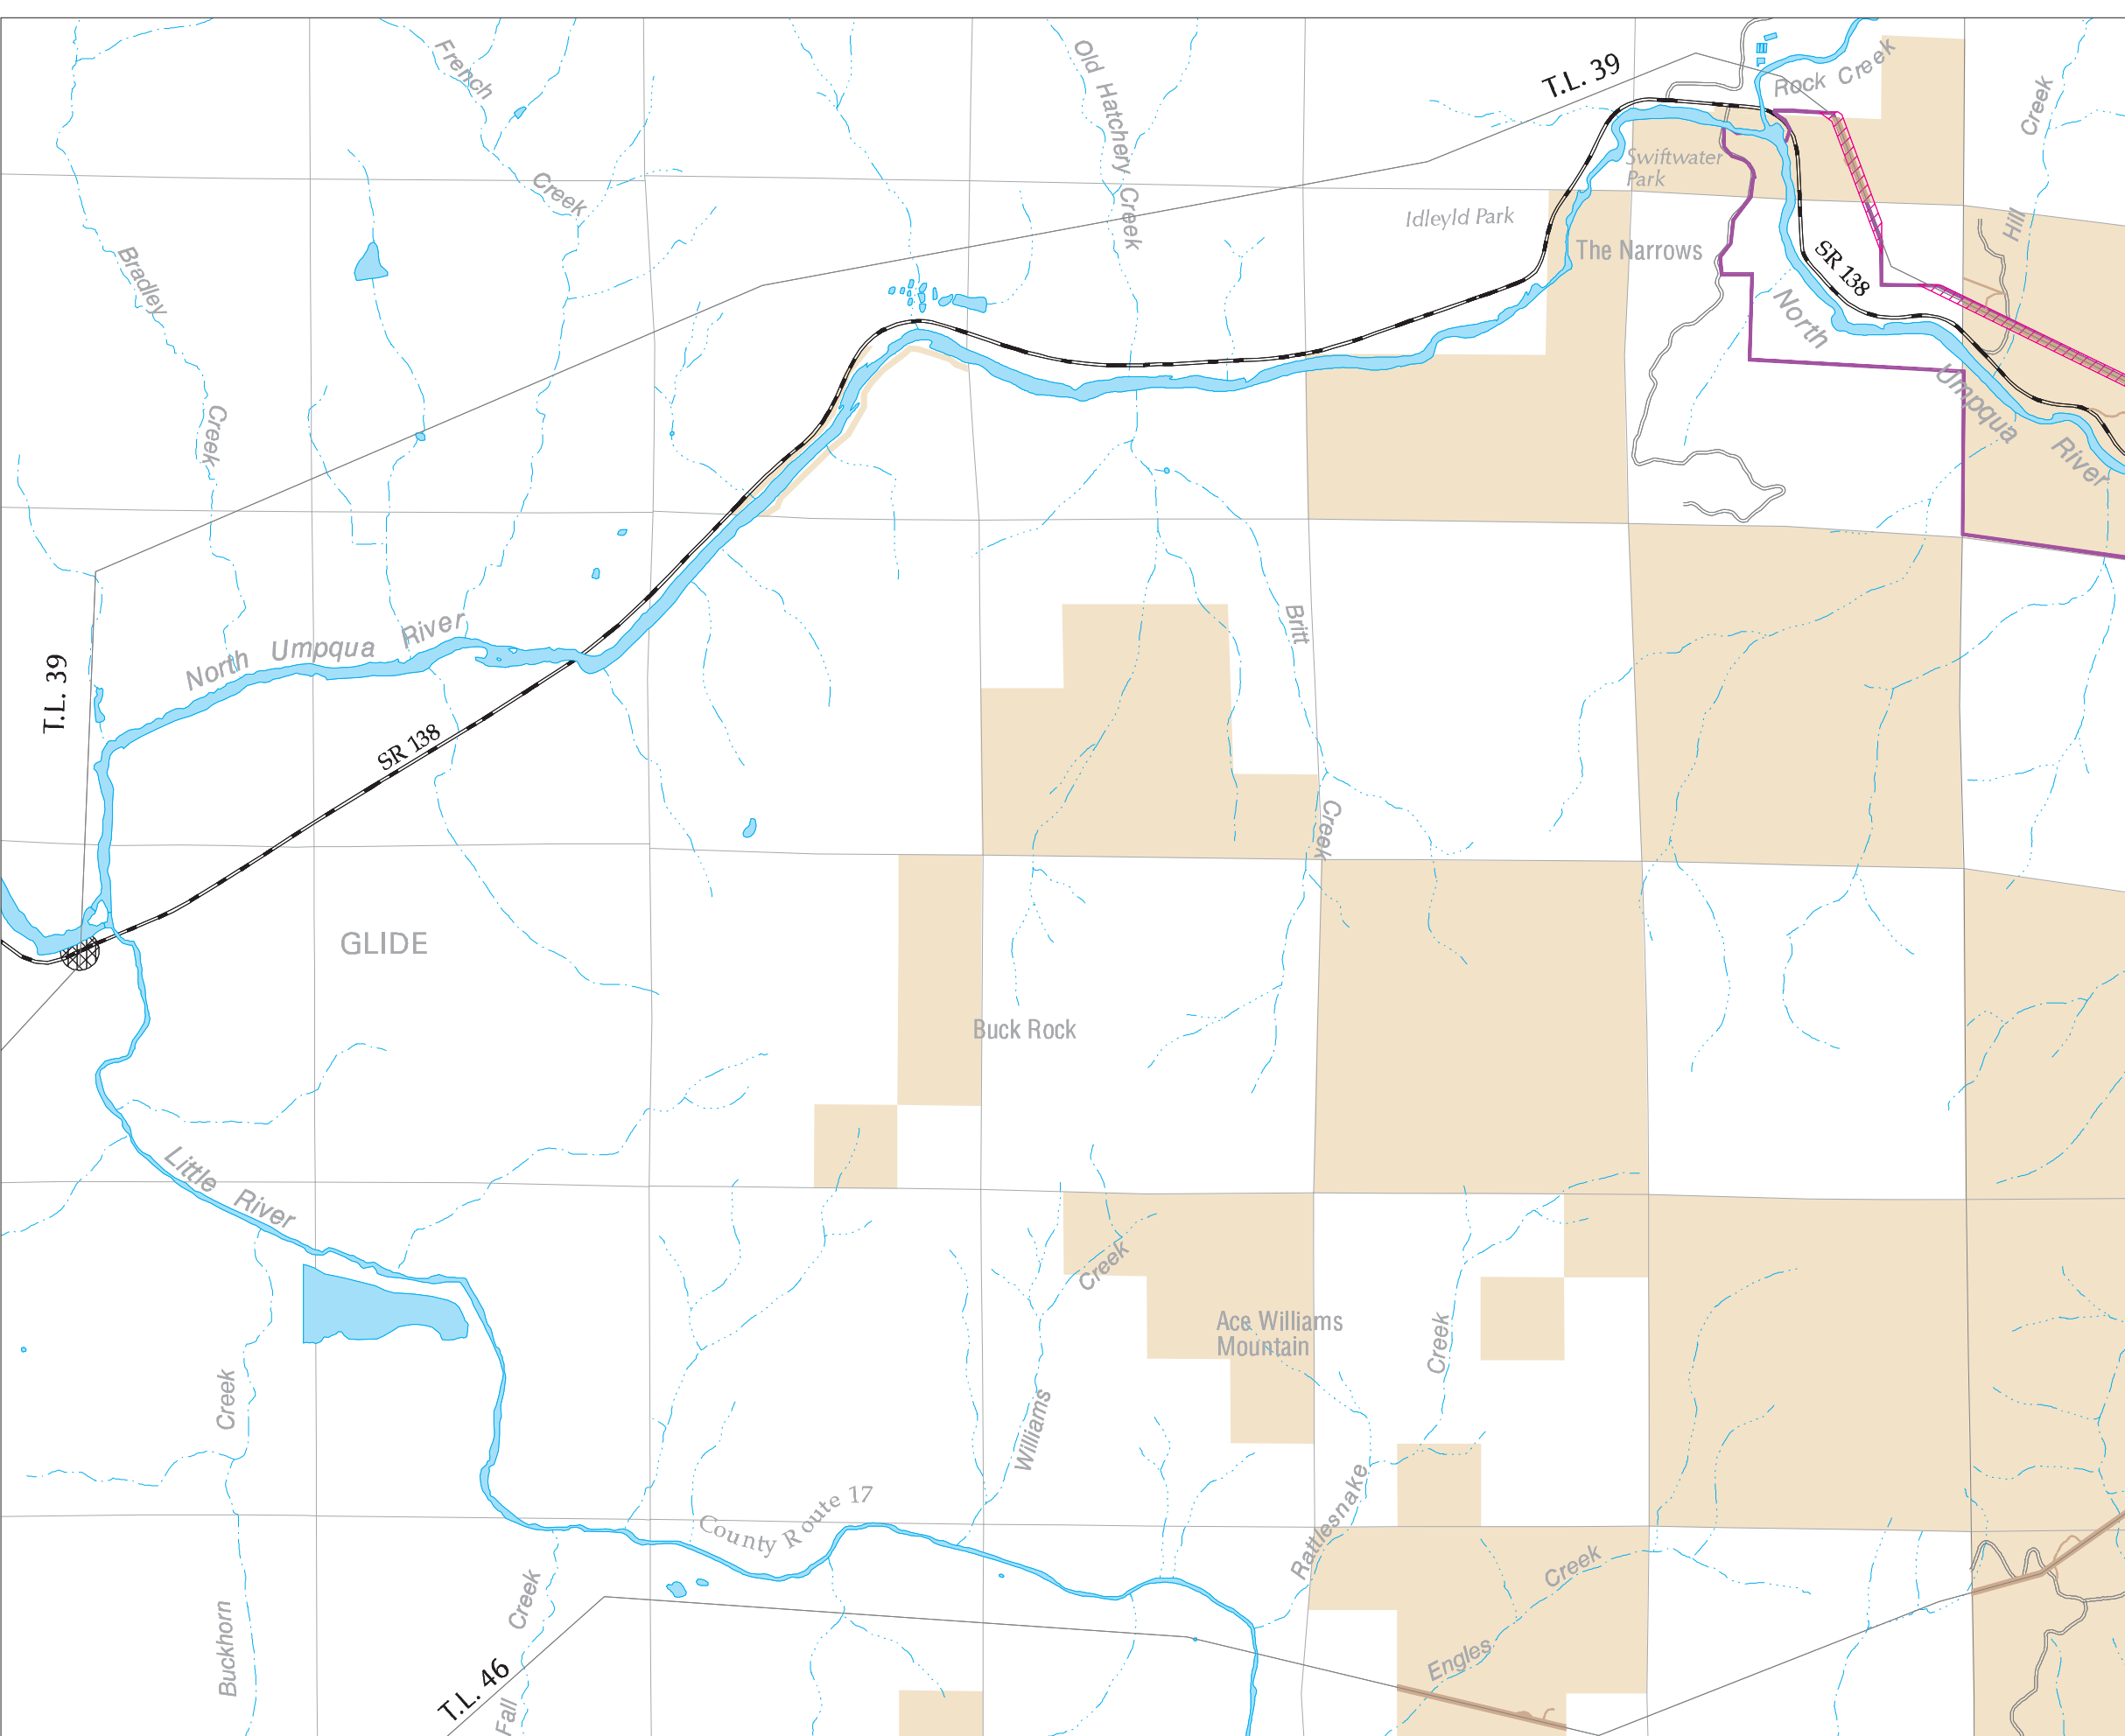 French
Creek
Old Hatchery Creek
T.L. 39
Rock Creek
Hill Creek
Swiftwater
Park
Idleyld Park
The Narrows
SR 138
North Umpqua River
Bradley Creek
T.L. 39
North Umpqua River
SR 138
Britt Creek
GLIDE
Buck Rock
Little River
Creek
Williams
Ace Williams
Mountain
Creek
Rattlesnake
County Route 17
Buckhorn Creek
Fall Creek
T.L. 46
Engles Creek